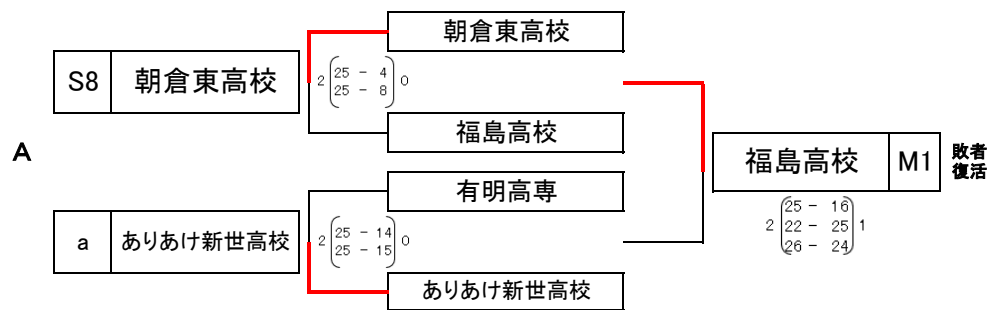 A
S8 朝倉東高校
朝倉東高校
2 25 - 4 0
25 - 8
福島高校
有明高専
a ありあけ新世高校
2 25 - 14 0
25 - 15
ありあけ新世高校
福島高校 M1
敗者
復活
2 25 - 16 1
22 - 25
26 - 24